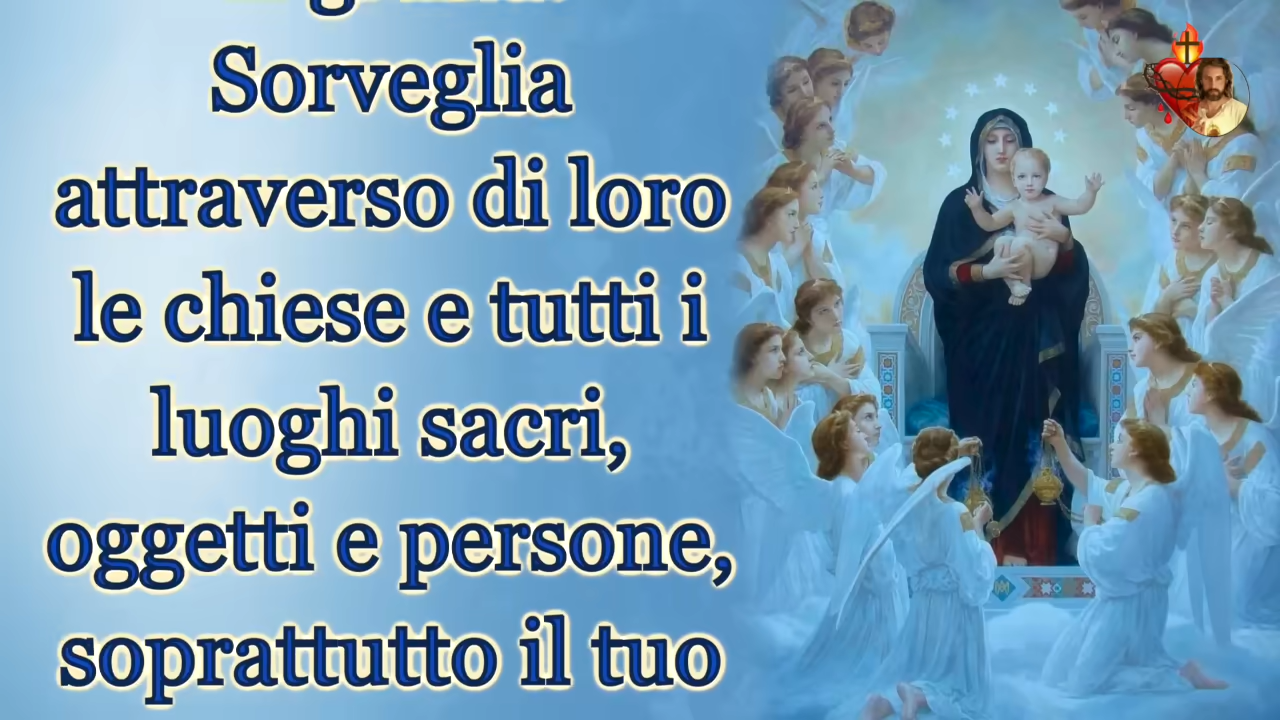 Sorveglia
attraverso di loro
le chiese e tutti i
luoghi sacri,
oggetti e persone,
soprattutto il tuo